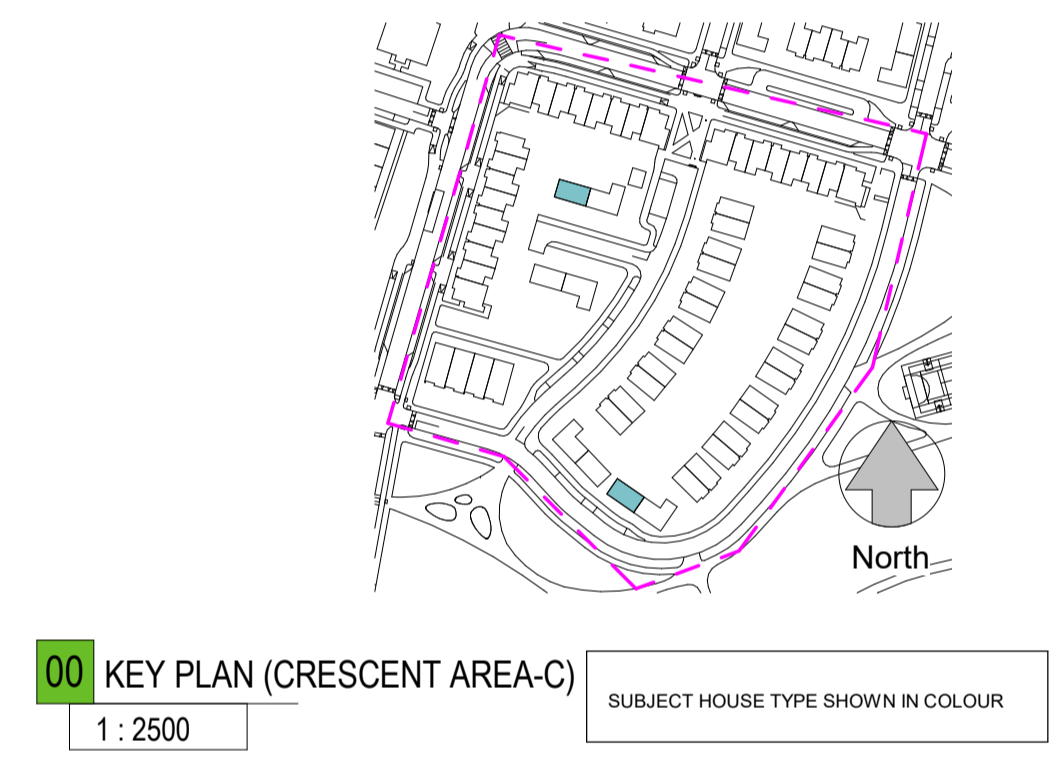 North
00 KEY PLAN (CRESCENT AREA-C)
1 : 2500
SUBJECT HOUSE TYPE SHOWN IN COLOUR